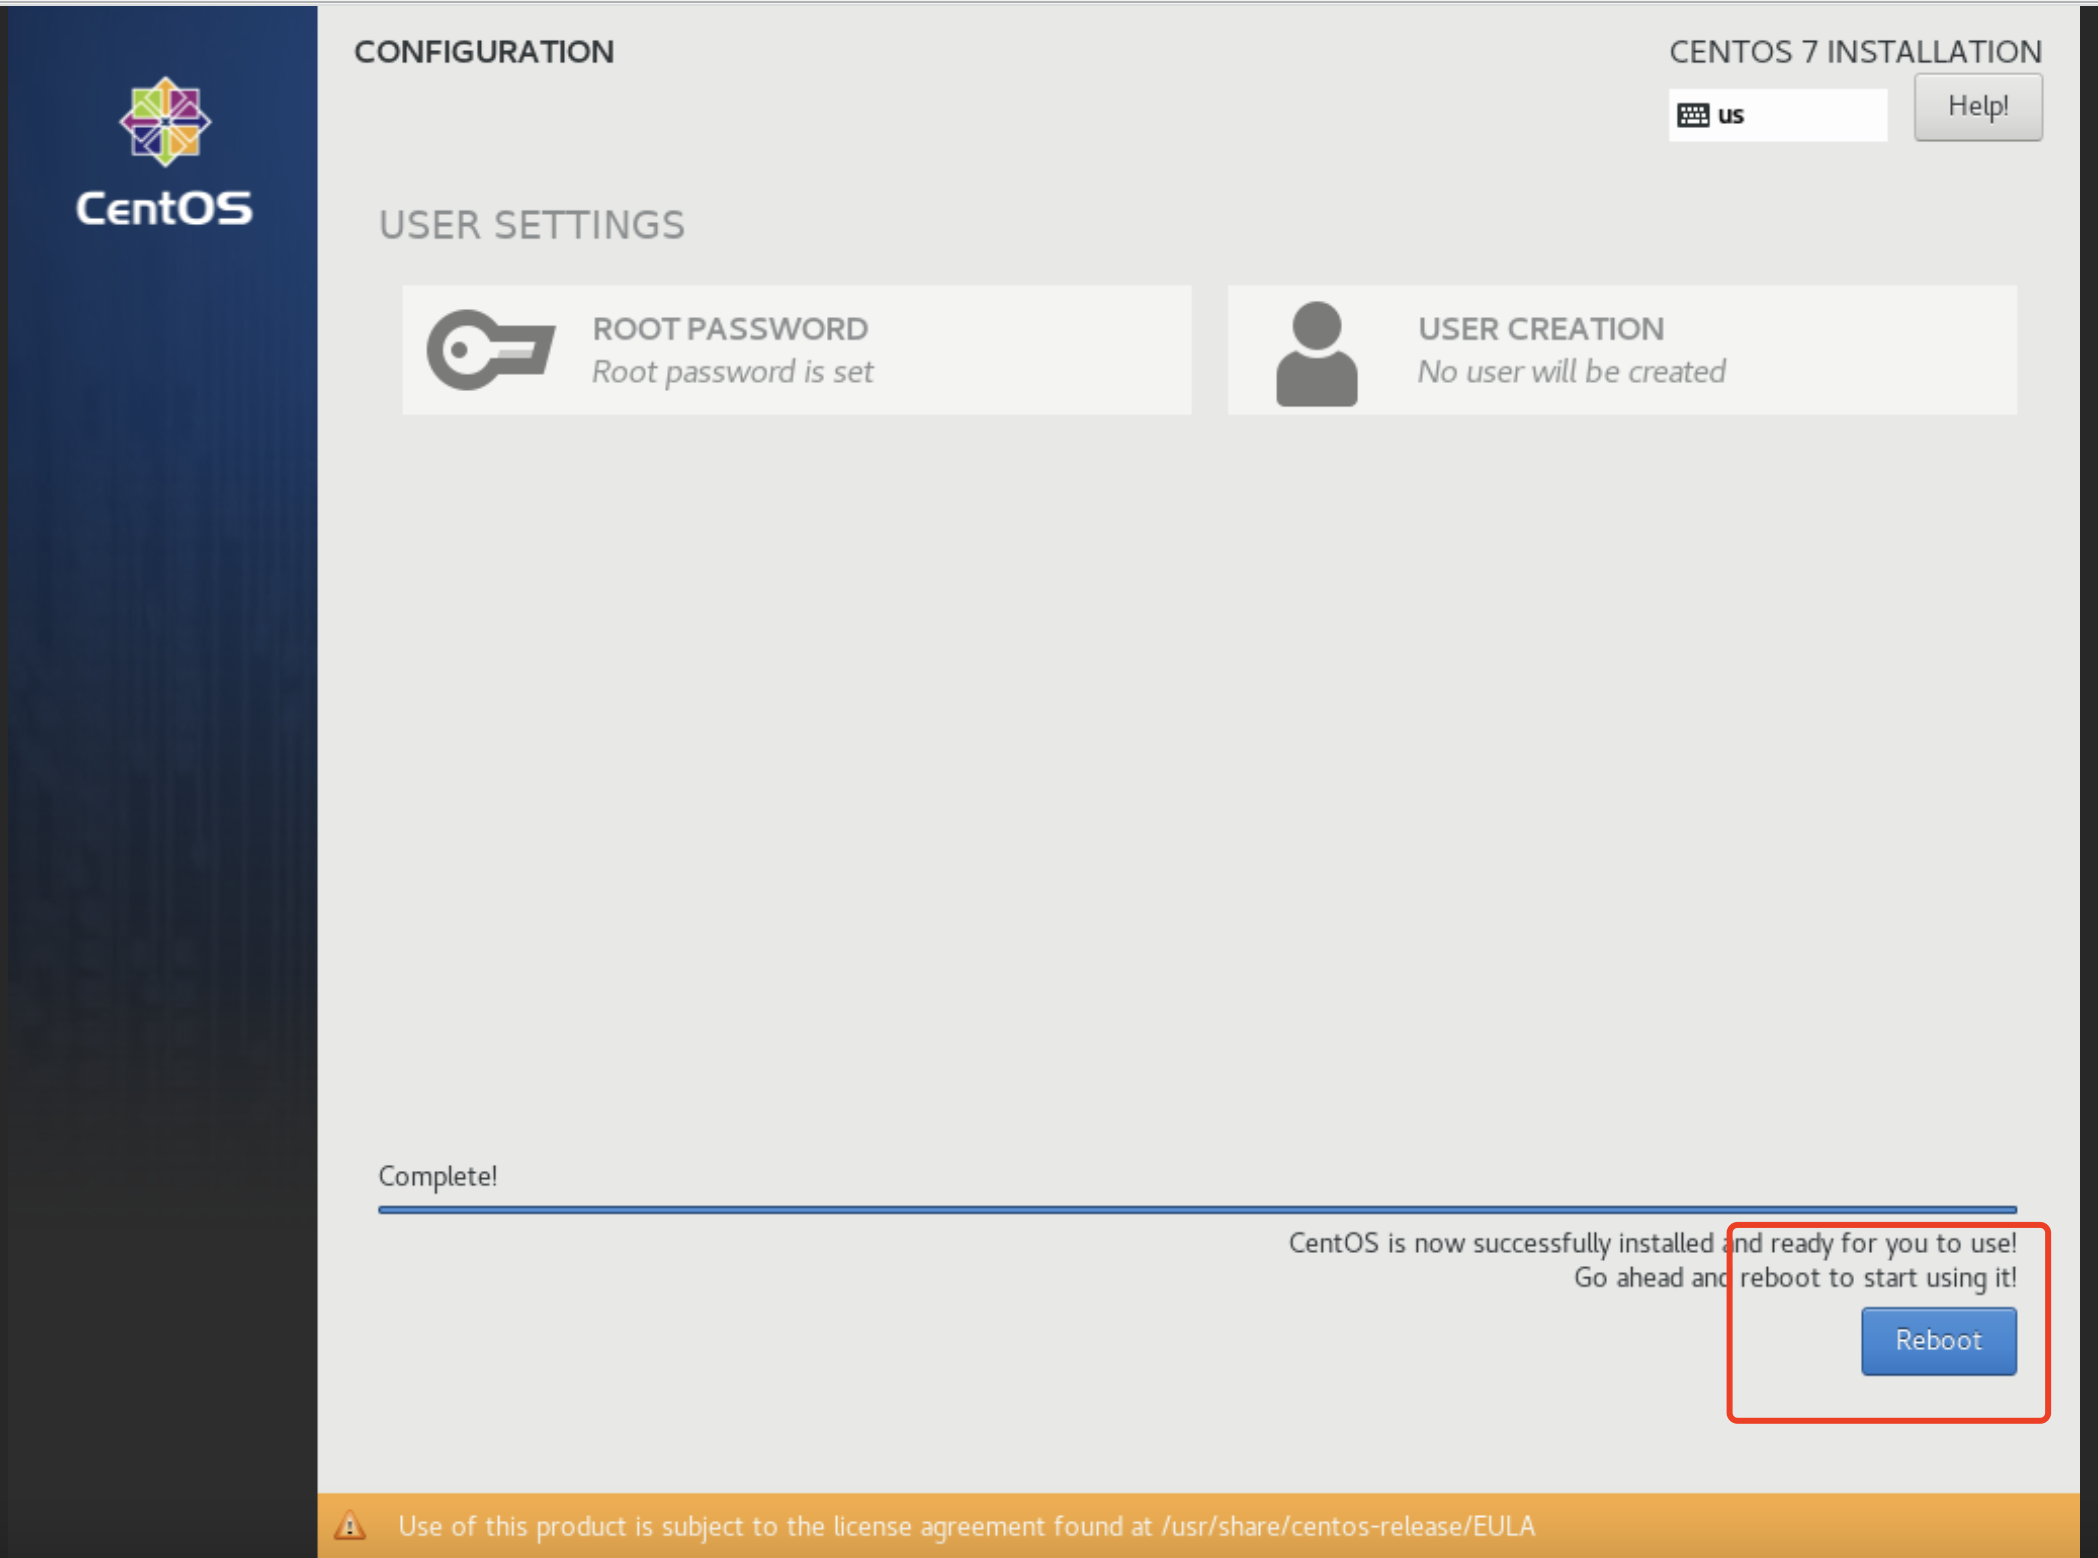 CONFIGURATION
CENTOS 7 INSTALLATION
us
Help!
CentOS
USER SETTINGS
ROOT PASSWORD
Root password is set
USER CREATION
No user will be created
Complete!
CentOS is now successfully installed and ready for you to use!
Go ahead and reboot to start using it!
Reboot
Use of this product is subject to the license agreement found at /usr/share/centos-release/EULA